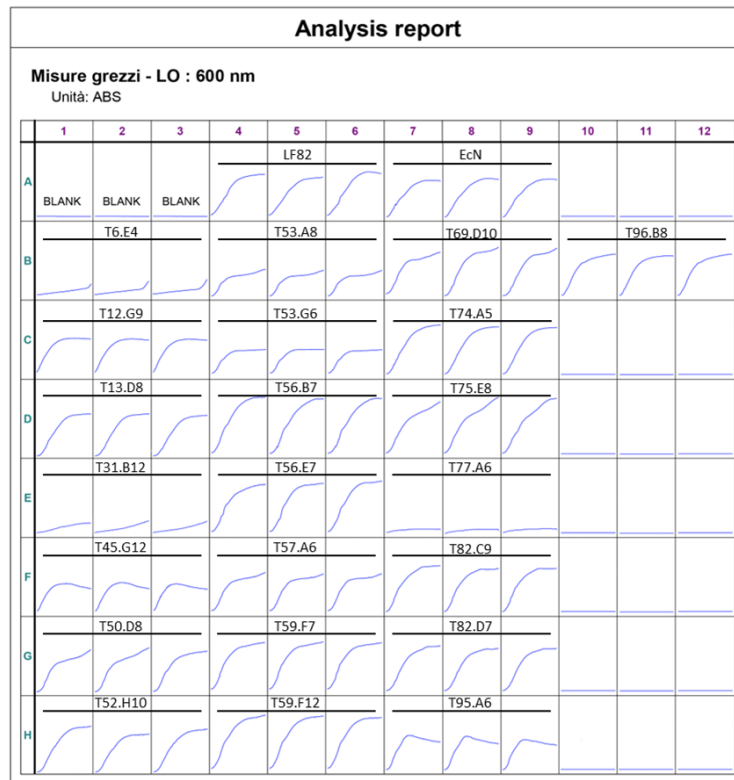 Analysis report
Misure grezzi - LO : 600 nm
Unità: ABS
1 2 3 4 5 6 7 8 9 10 11 12
LF82 EcN
A
BLANK BLANK BLANK
T6.E4 T53.A8 T69.D10 T96.B8
B
T12.G9 T53.G6 T74.A5
C
T13.D8 T56.B7 T75.E8
D
T31.B12 T56.E7 T77.A6
E
T45.G12 T57.A6 T82.C9
F
T50.D8 T59.F7 T82.D7
G
T52.H10 T59.F12 T95.A6
H